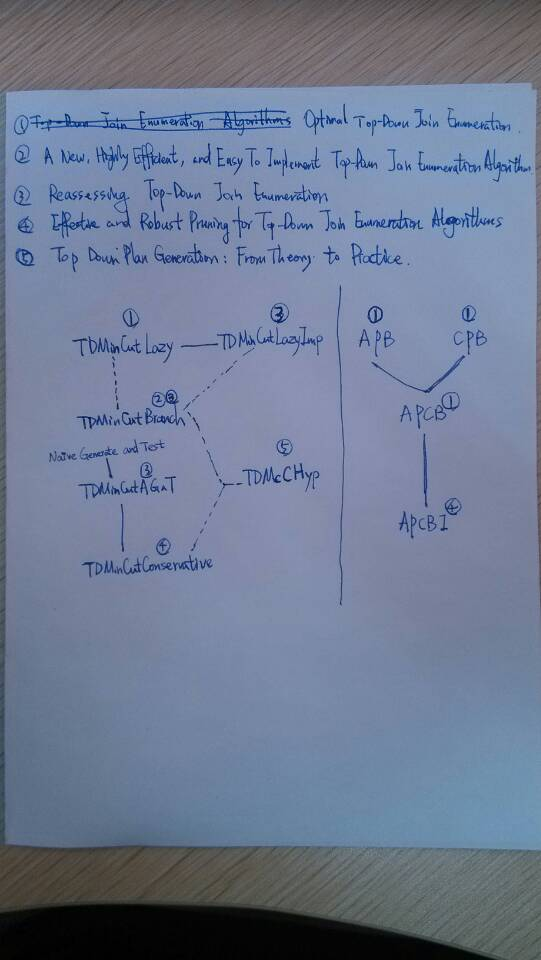 ① Top-Down Join Enumeration Algorithms Optimal Top-Down Join Enumeration.
② A New, Highly Efficient, and Easy To Implement Top-Down Join Enumeration Algorithm
③ Reassessing Top-Down Join Enumeration
④ Effective and Robust Pruning for Top-Down Join Enumeration Algorithms
⑤ Top Down Plan Generation: From Theory to Practice.
① ③ ① ①
TDMinCutLazy TDMinCutLazyImp APB CPB
②③
TDMinCutBranch APCB①
Naive Generate and Test
③ ⑤
TDMinCutAGaT TDMcCHyp
④
APCBI
④
TDMinCutConservative